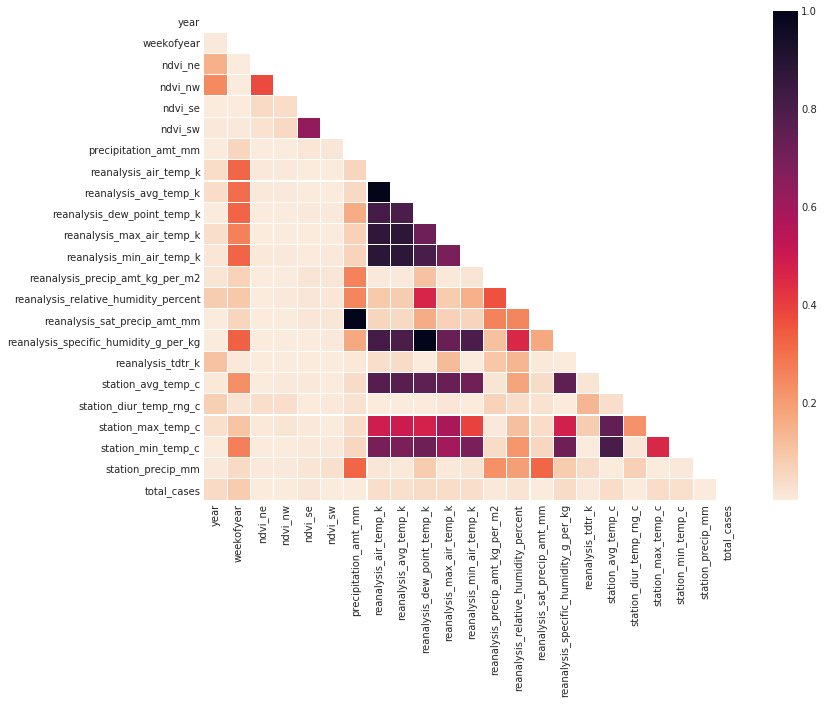 year
weekofyear
ndvi_ne
ndvi_nw
ndvi_se
ndvi_sw
precipitation_amt_mm
reanalysis_air_temp_k
reanalysis_avg_temp_k
reanalysis_dew_point_temp_k
reanalysis_max_air_temp_k
reanalysis_min_air_temp_k
reanalysis_precip_amt_kg_per_m2
reanalysis_relative_humidity_percent
reanalysis_sat_precip_amt_mm
reanalysis_specific_humidity_g_per_kg
reanalysis_tdtr_k
station_avg_temp_c
station_diur_temp_rng_c
station_max_temp_c
station_min_temp_c
station_precip_mm
total_cases
year
weekofyear
ndvi_ne
ndvi_nw
ndvi_se
ndvi_sw
precipitation_amt_mm
reanalysis_air_temp_k
reanalysis_avg_temp_k
reanalysis_dew_point_temp_k
reanalysis_max_air_temp_k
reanalysis_min_air_temp_k
reanalysis_precip_amt_kg_per_m2
reanalysis_relative_humidity_percent
reanalysis_sat_precip_amt_mm
reanalysis_specific_humidity_g_per_kg
reanalysis_tdtr_k
station_avg_temp_c
station_diur_temp_rng_c
station_max_temp_c
station_min_temp_c
station_precip_mm
total_cases
1.0
0.8
0.6
0.4
0.2